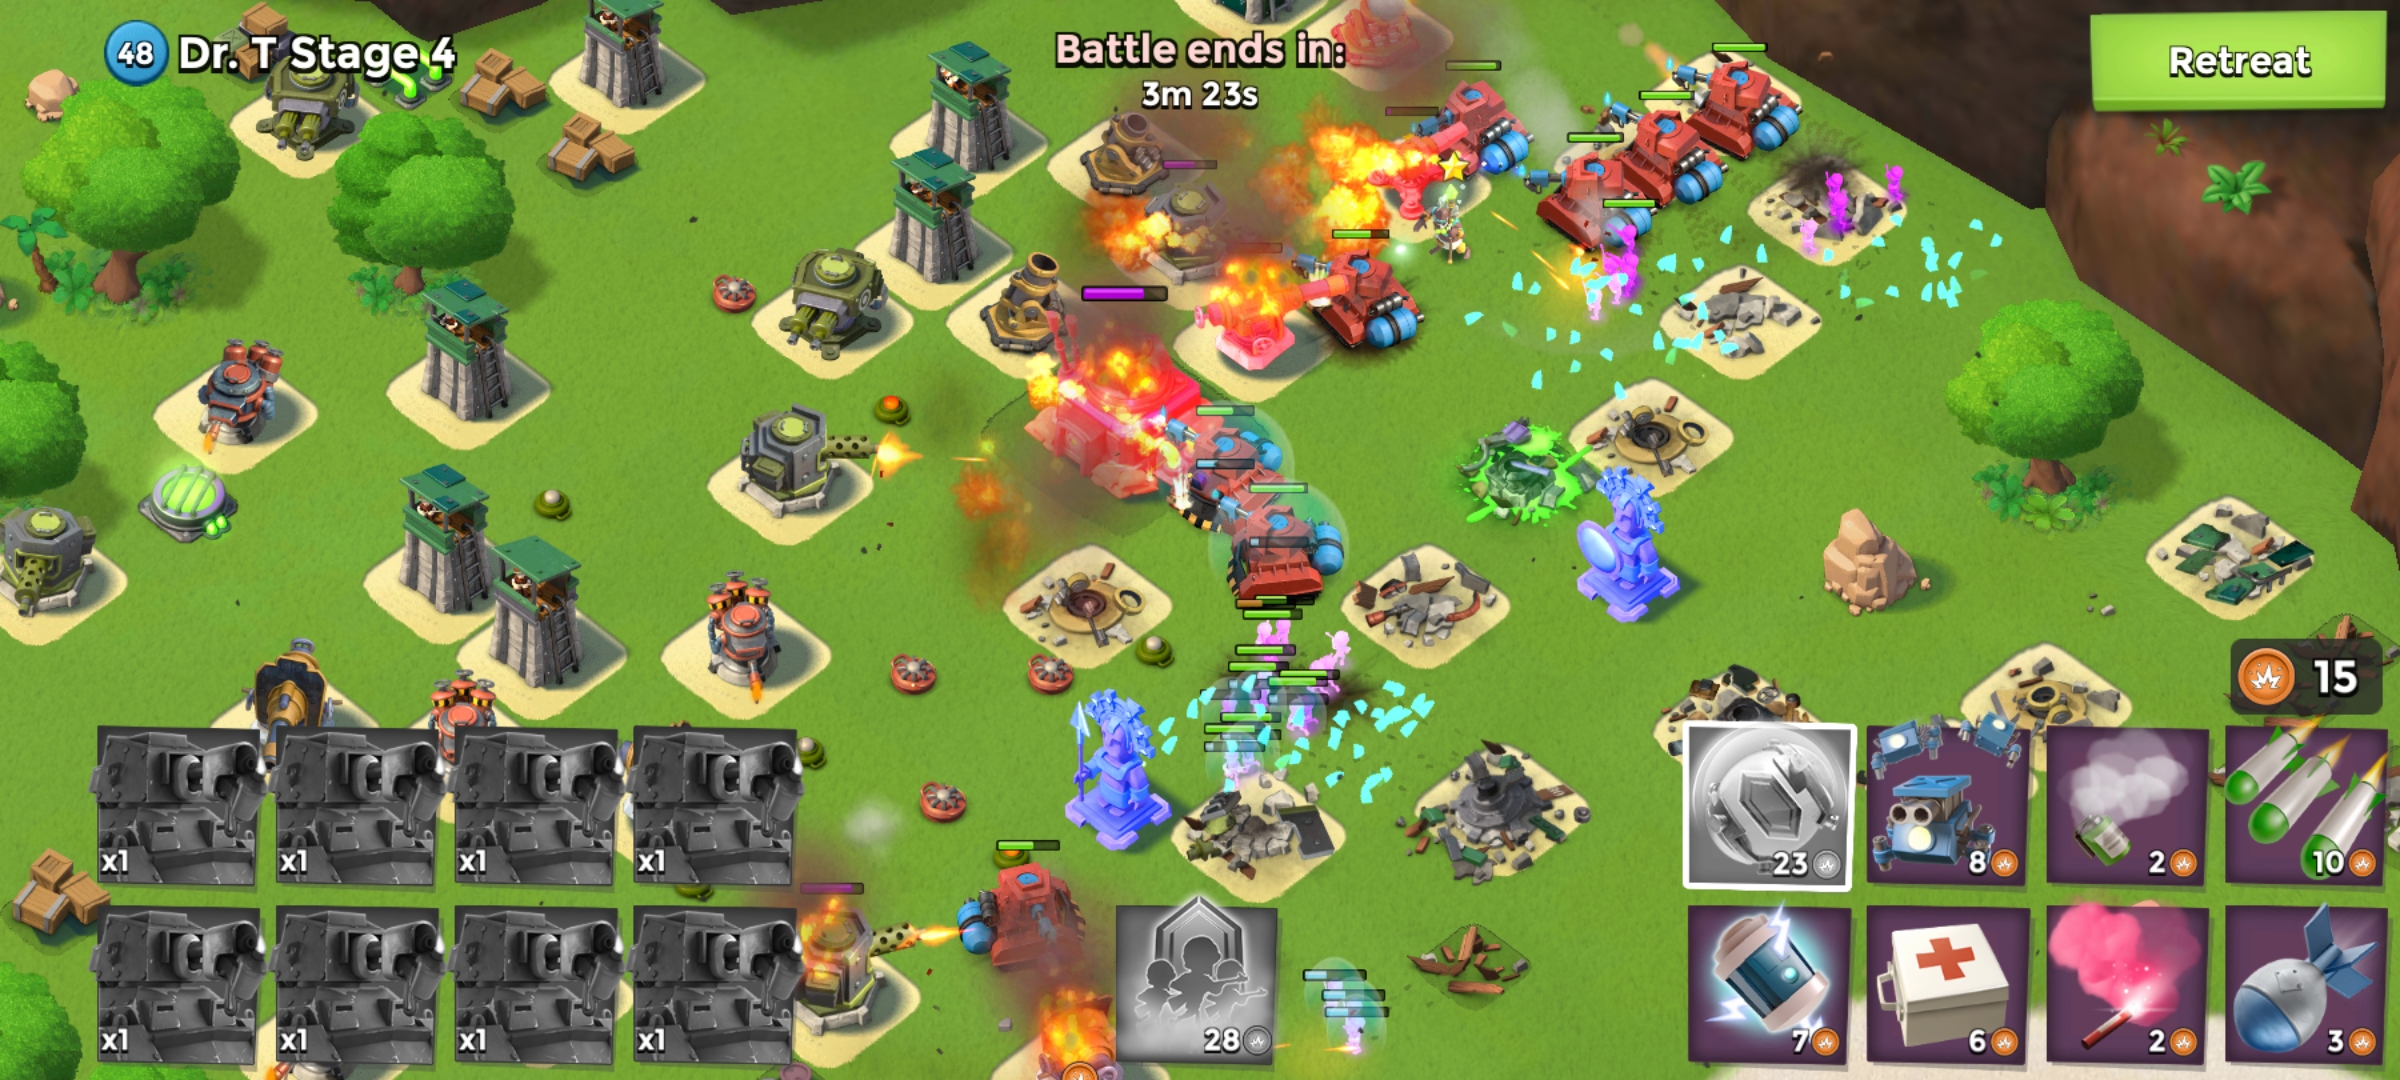 48 Dr. T Stage 4
Battle ends in:
3m 23s
Retreat
15
x1 x1 x1 x1
23 8 2 10
x1 x1 x1 x1
28
7 6 2 3